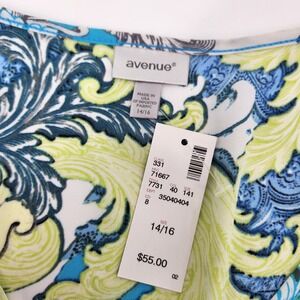 avenue®
MADE IN
USA
OF IMPORTED
FABRIC
14/16
331
71667
7731 40 141
8 35040404
14/16
$55.00
02